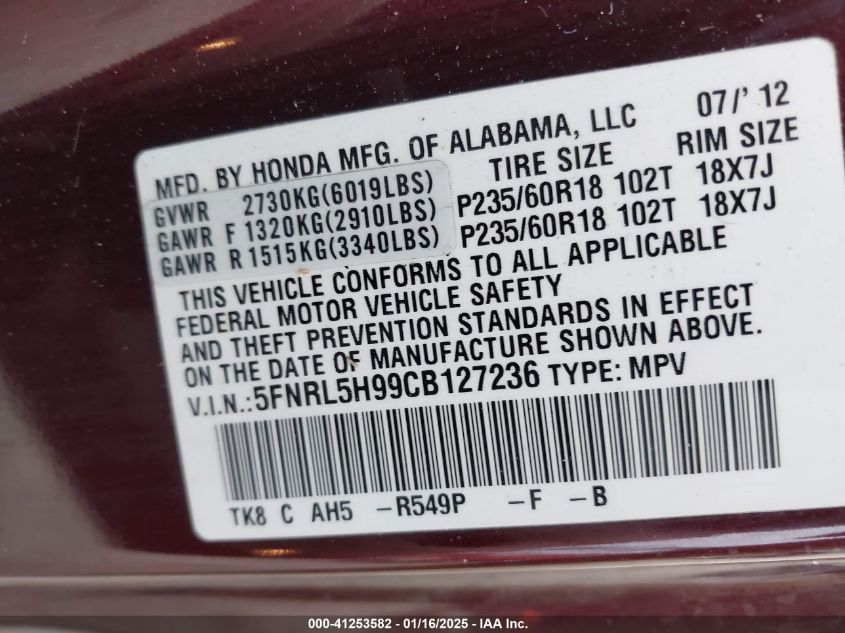 MFD. BY HONDA MFG. OF ALABAMA, LLC 07/' 12
TIRE SIZE RIM SIZE
GVWR 2730KG(6019LBS)
GAWR F 1320KG(2910LBS) P235/60R18 102T 18X7J
GAWR R 1515KG(3340LBS) P235/60R18 102T 18X7J
THIS VEHICLE CONFORMS TO ALL APPLICABLE
FEDERAL MOTOR VEHICLE SAFETY
AND THEFT PREVENTION STANDARDS IN EFFECT
ON THE DATE OF MANUFACTURE SHOWN ABOVE.
V.I.N.:5FNRL5H99CB127236 TYPE: MPV
TK8 C AH5 -R549P -F -B
000-41253582 - 01/16/2025 - IAA Inc.